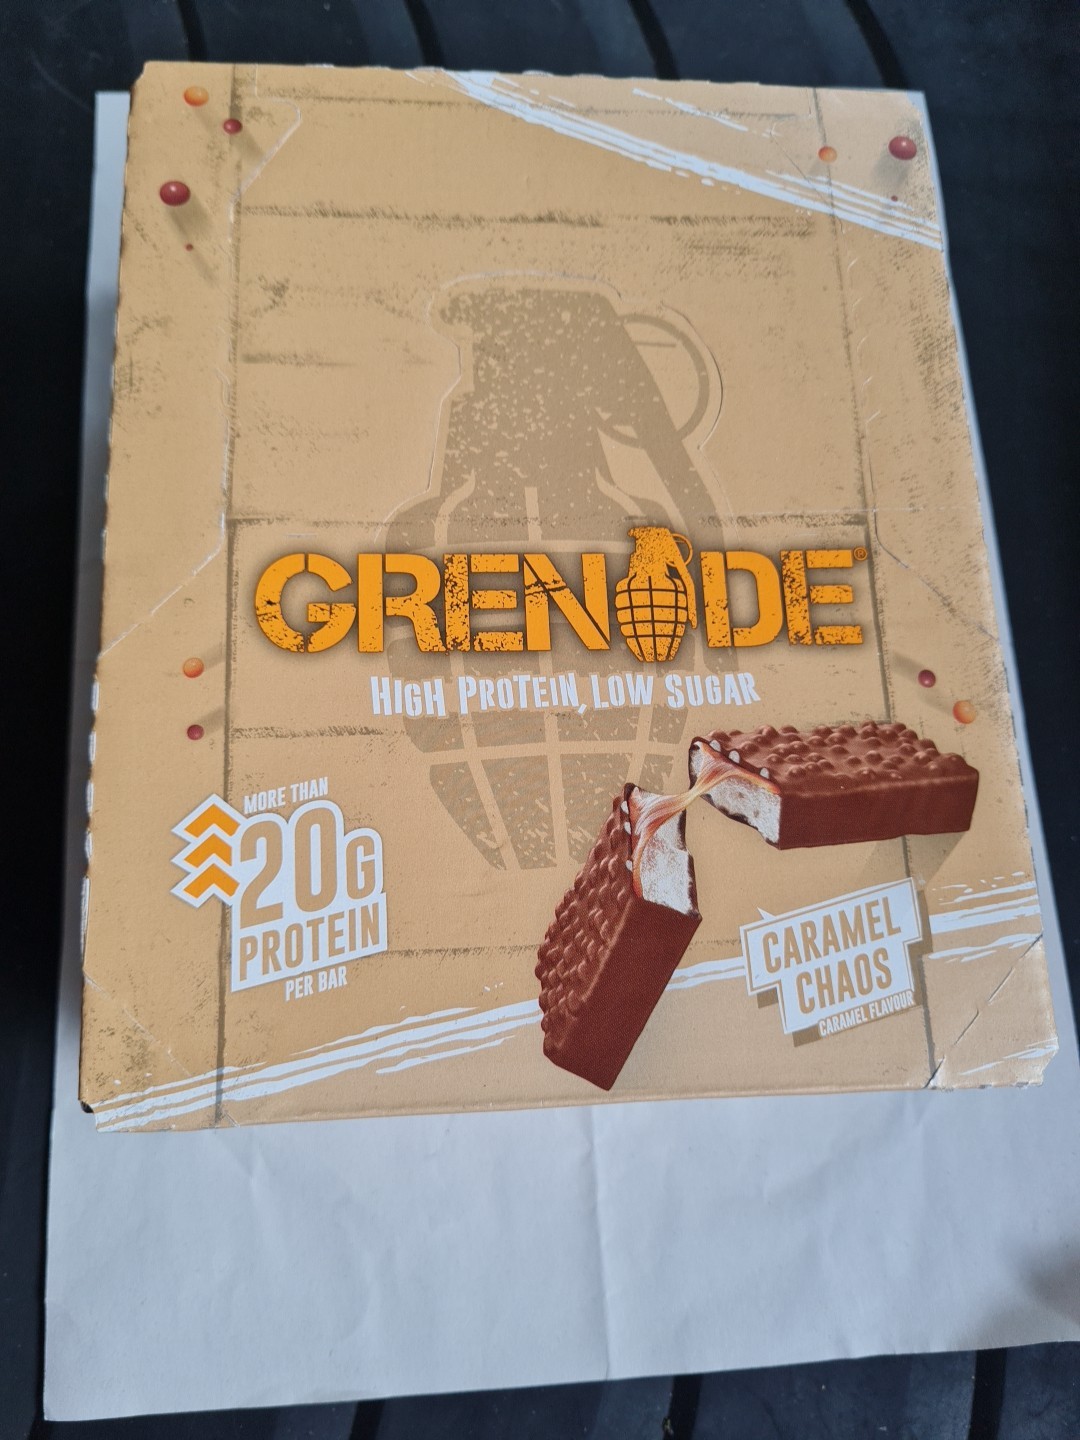 GRENADE®
HIGH PROTEIN, LOW SUGAR
MORE THAN
20G
PROTEIN
PER BAR
CARAMEL
CHAOS
CARAMEL FLAVOUR